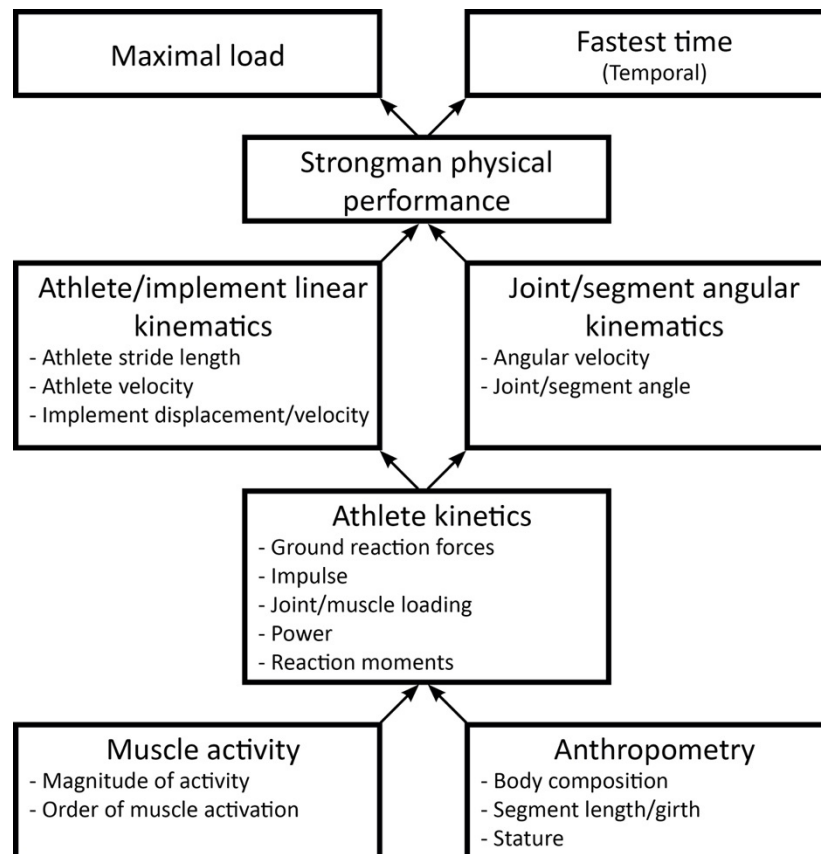 Maximal load
Fastest time
(Temporal)
Strongman physical
performance
Athlete/implement linear
kinematics
- Athlete stride length
- Athlete velocity
- Implement displacement/velocity
Joint/segment angular
kinematics
- Angular velocity
- Joint/segment angle
Athlete kinetics
- Ground reaction forces
- Impulse
- Joint/muscle loading
- Power
- Reaction moments
Muscle activity
- Magnitude of activity
- Order of muscle activation
Anthropometry
- Body composition
- Segment length/girth
- Stature